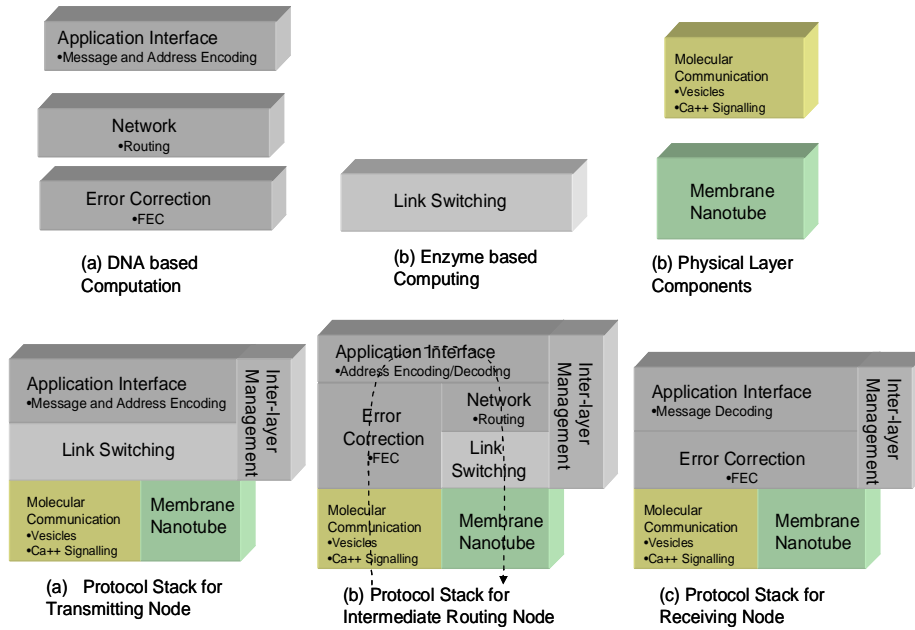 Application Interface
•Message and Address Encoding
Network
•Routing
Error Correction
•FEC
(a) DNA based
Computation
Link Switching
(b) Enzyme based
Computing
Molecular
Communication
•Vesicles
•Ca++ Signalling
Membrane
Nanotube
(b) Physical Layer
Components
Application Interface
•Message and Address Encoding
Link Switching
Inter-layer
Management
Molecular
Communication
•Vesicles
•Ca++ Signalling
Membrane
Nanotube
(a) Protocol Stack for
Transmitting Node
Application Interface
•Address Encoding/Decoding
Error
Correction
•FEC
Network
•Routing
Link
Switching
Inter-layer
Management
Molecular
Communication
•Vesicles
•Ca++ Signalling
Membrane
Nanotube
(b) Protocol Stack for
Intermediate Routing Node
Application Interface
•Message Decoding
Error Correction
•FEC
Inter-layer
Management
Molecular
Communication
•Vesicles
•Ca++ Signalling
Membrane
Nanotube
(c) Protocol Stack for
Receiving Node